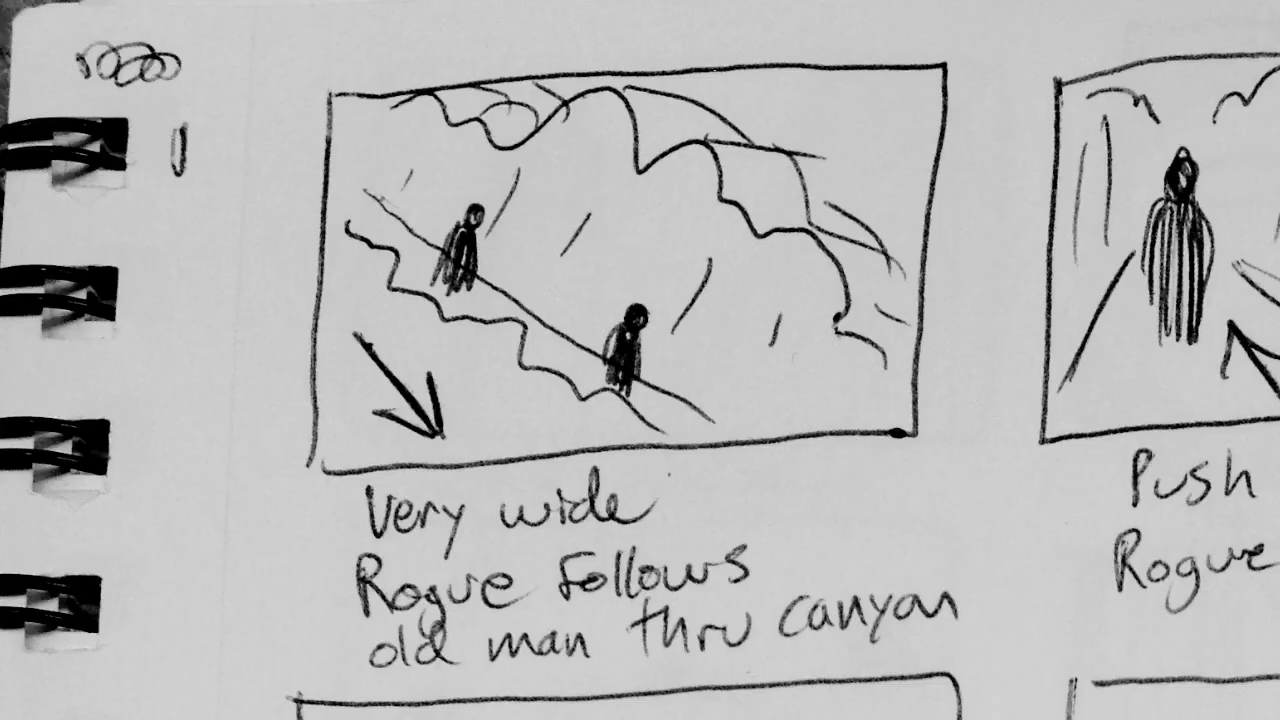 Very wide
Rogue follows
old man thru canyon
Push
Rogue